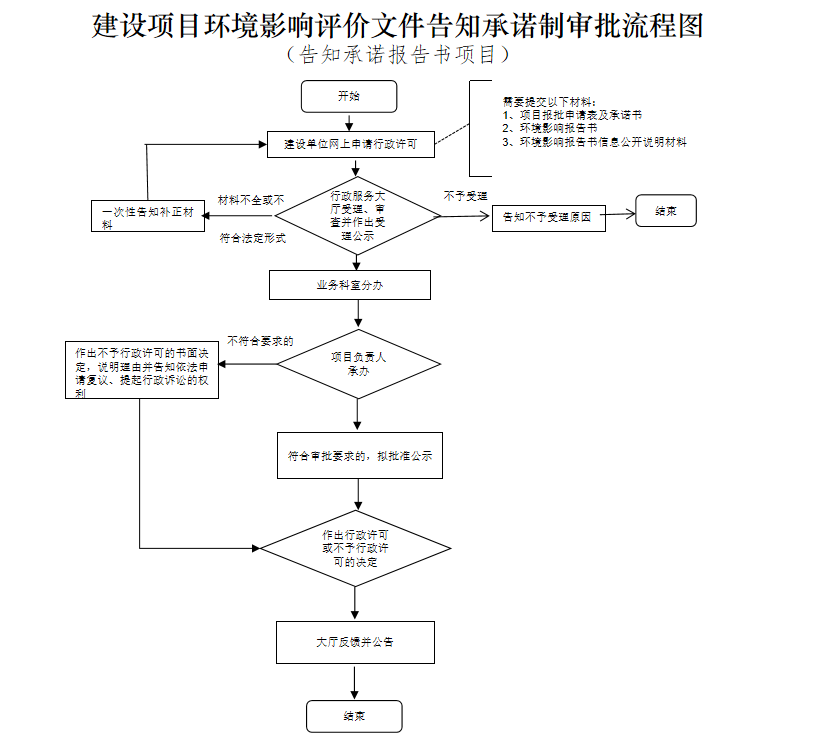 建设项目环境影响评价文件告知承诺制审批流程图
（告知承诺报告书项目）
开始
需要提交以下材料：
1、项目报批申请表及承诺书
2、环境影响报告书
3、环境影响报告书信息公开说明材料
建设单位网上申请行政许可
材料不全或不
符合法定形式
一次性告知补正材
料
行政服务大
厅受理、审
查并作出受
理公示
不予受理
告知不予受理原因
结束
业务科室分办
不符合要求的
作出不予行政许可的书面决
定，说明理由并告知依法申
请复议、提起行政诉讼的权
利
项目负责人
承办
符合审批要求的，拟批准公示
作出行政许可
或不予行政许
可的决定
大厅反馈并公告
结束